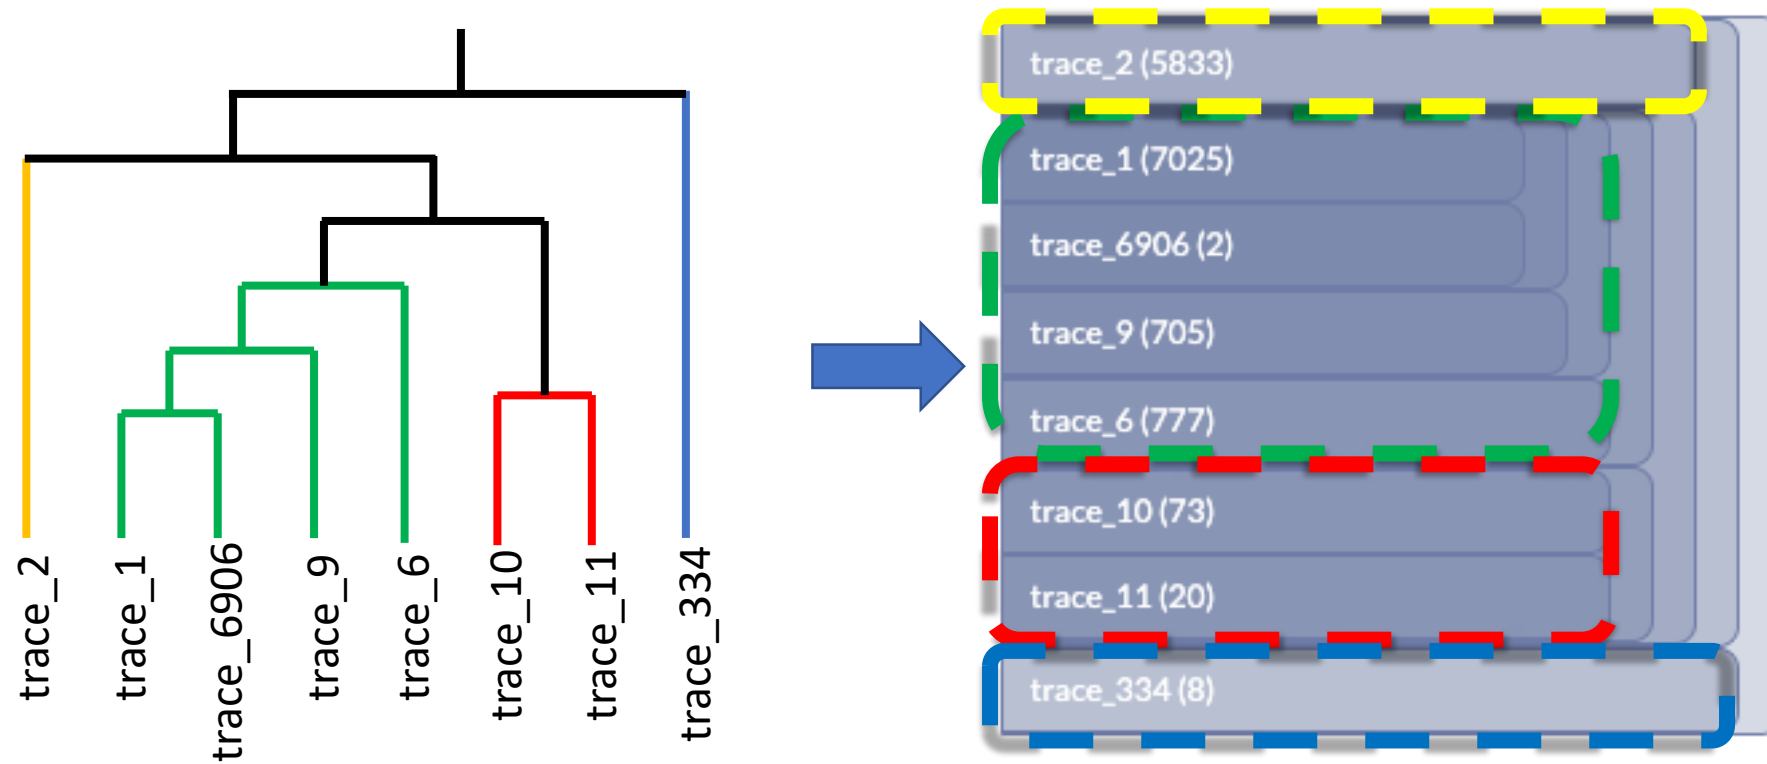 trace_2
trace_1
trace_6906
trace_9
trace_6
trace_10
trace_11
trace_334
trace_2 (5833)
trace_1 (7025)
trace_6906 (2)
trace_9 (705)
trace_6 (777)
trace_10 (73)
trace_11 (20)
trace_334 (8)